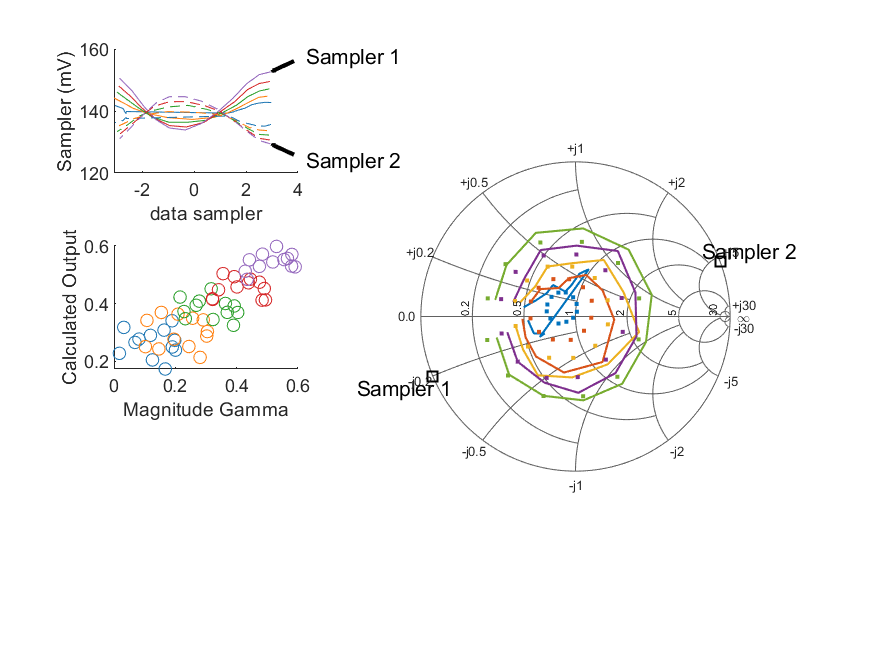 160
140
120
Sampler (mV)
-2
0
2
4
data sampler
Sampler 1
Sampler 2
0.6
0.4
0.2
Calculated Output
0
0.2
0.4
0.6
Magnitude Gamma
+j1
+j0.5
+j2
+j0.2
Sampler 2
0.0
0.2
0.5
1
2
5
30
+j30
∞
-j30
Sampler 1
-j5
-j0.5
-j2
-j1